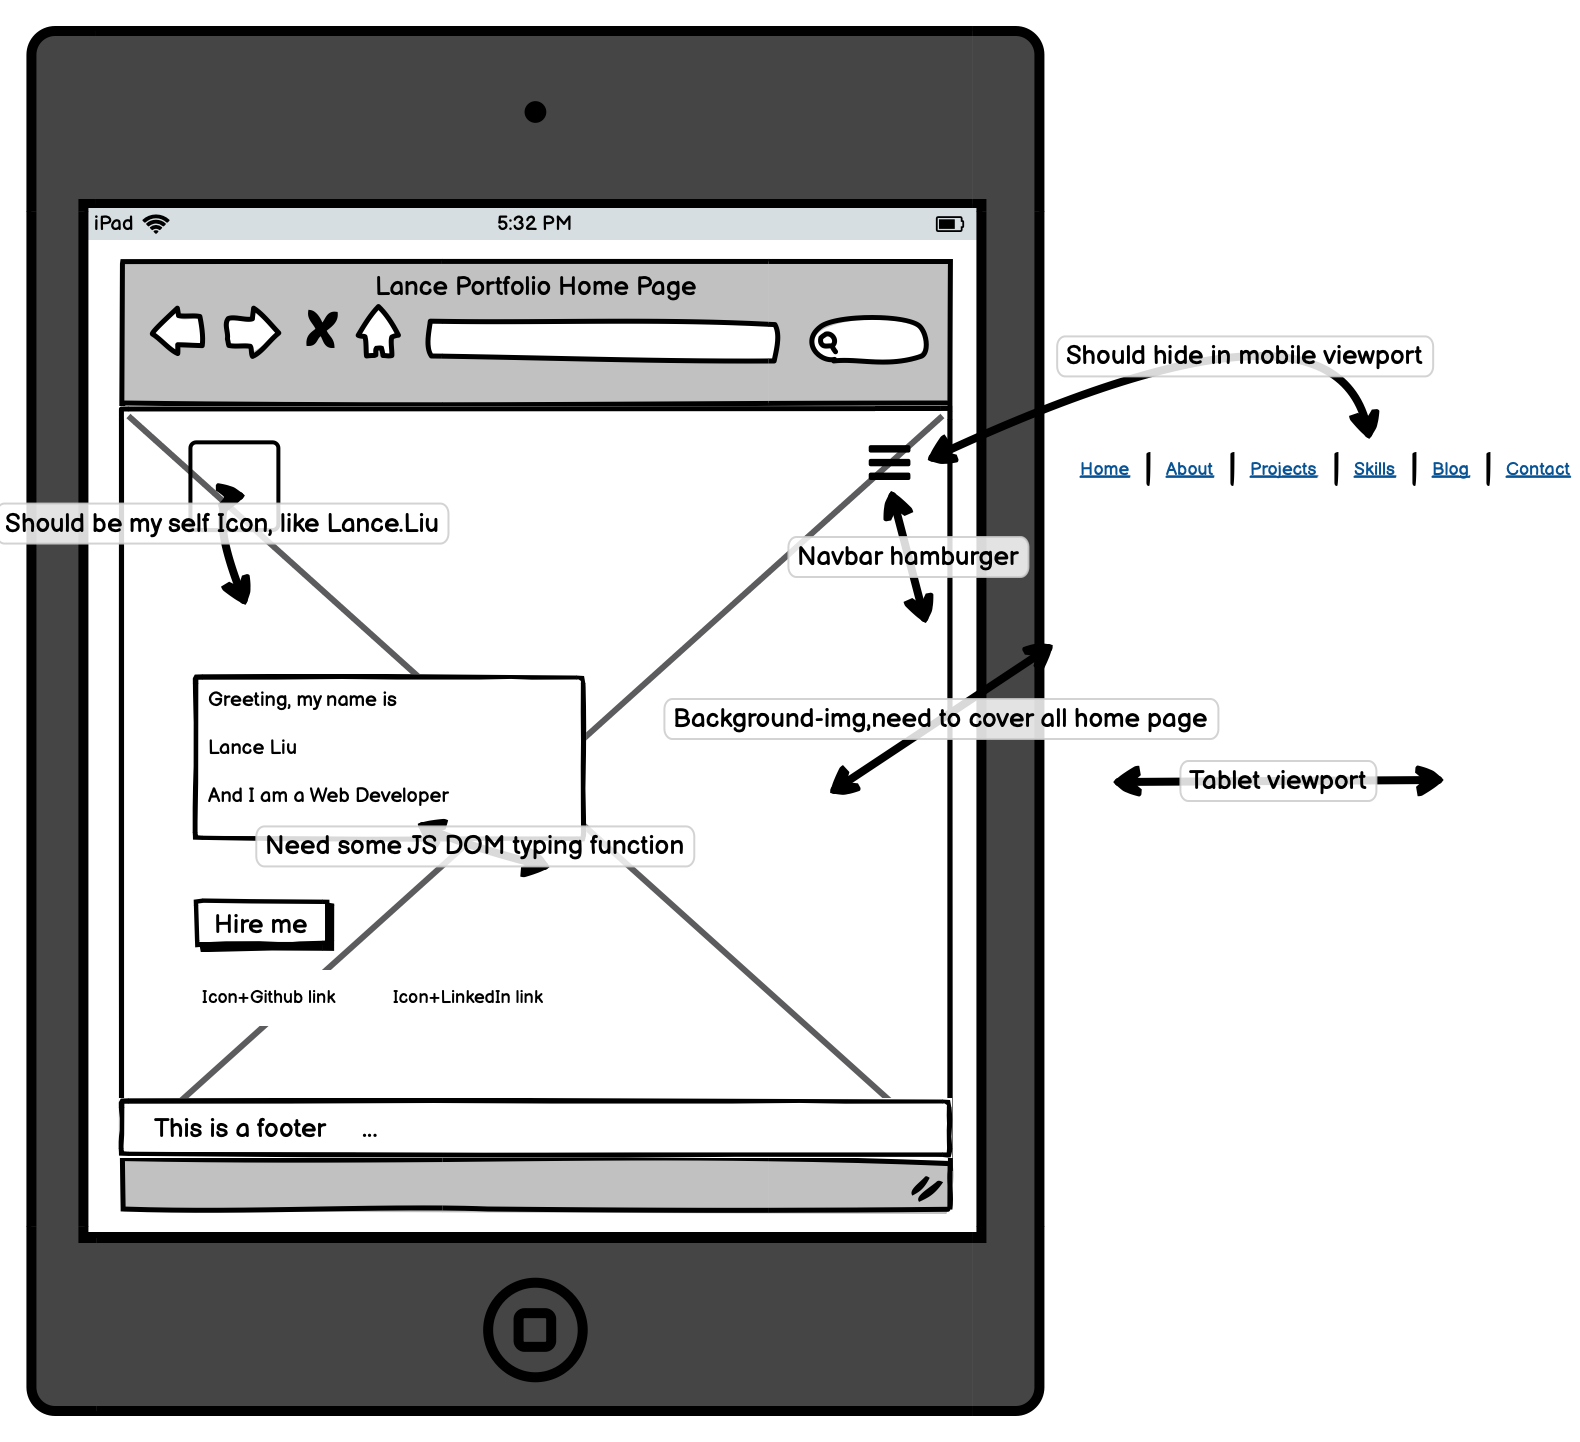 iPad
5:32 PM
Lance Portfolio Home Page
Should hide in mobile viewport
Home
About
Projects
Skills
Blog
Contact
Should be my self Icon, like Lance.Liu
Navbar hamburger
Greeting, my name is
Lance Liu
And I am a Web Developer
Background-img,need to cover all home page
Tablet viewport
Need some JS DOM typing function
Hire me
Icon+Github link
Icon+LinkedIn link
This is a footer ...